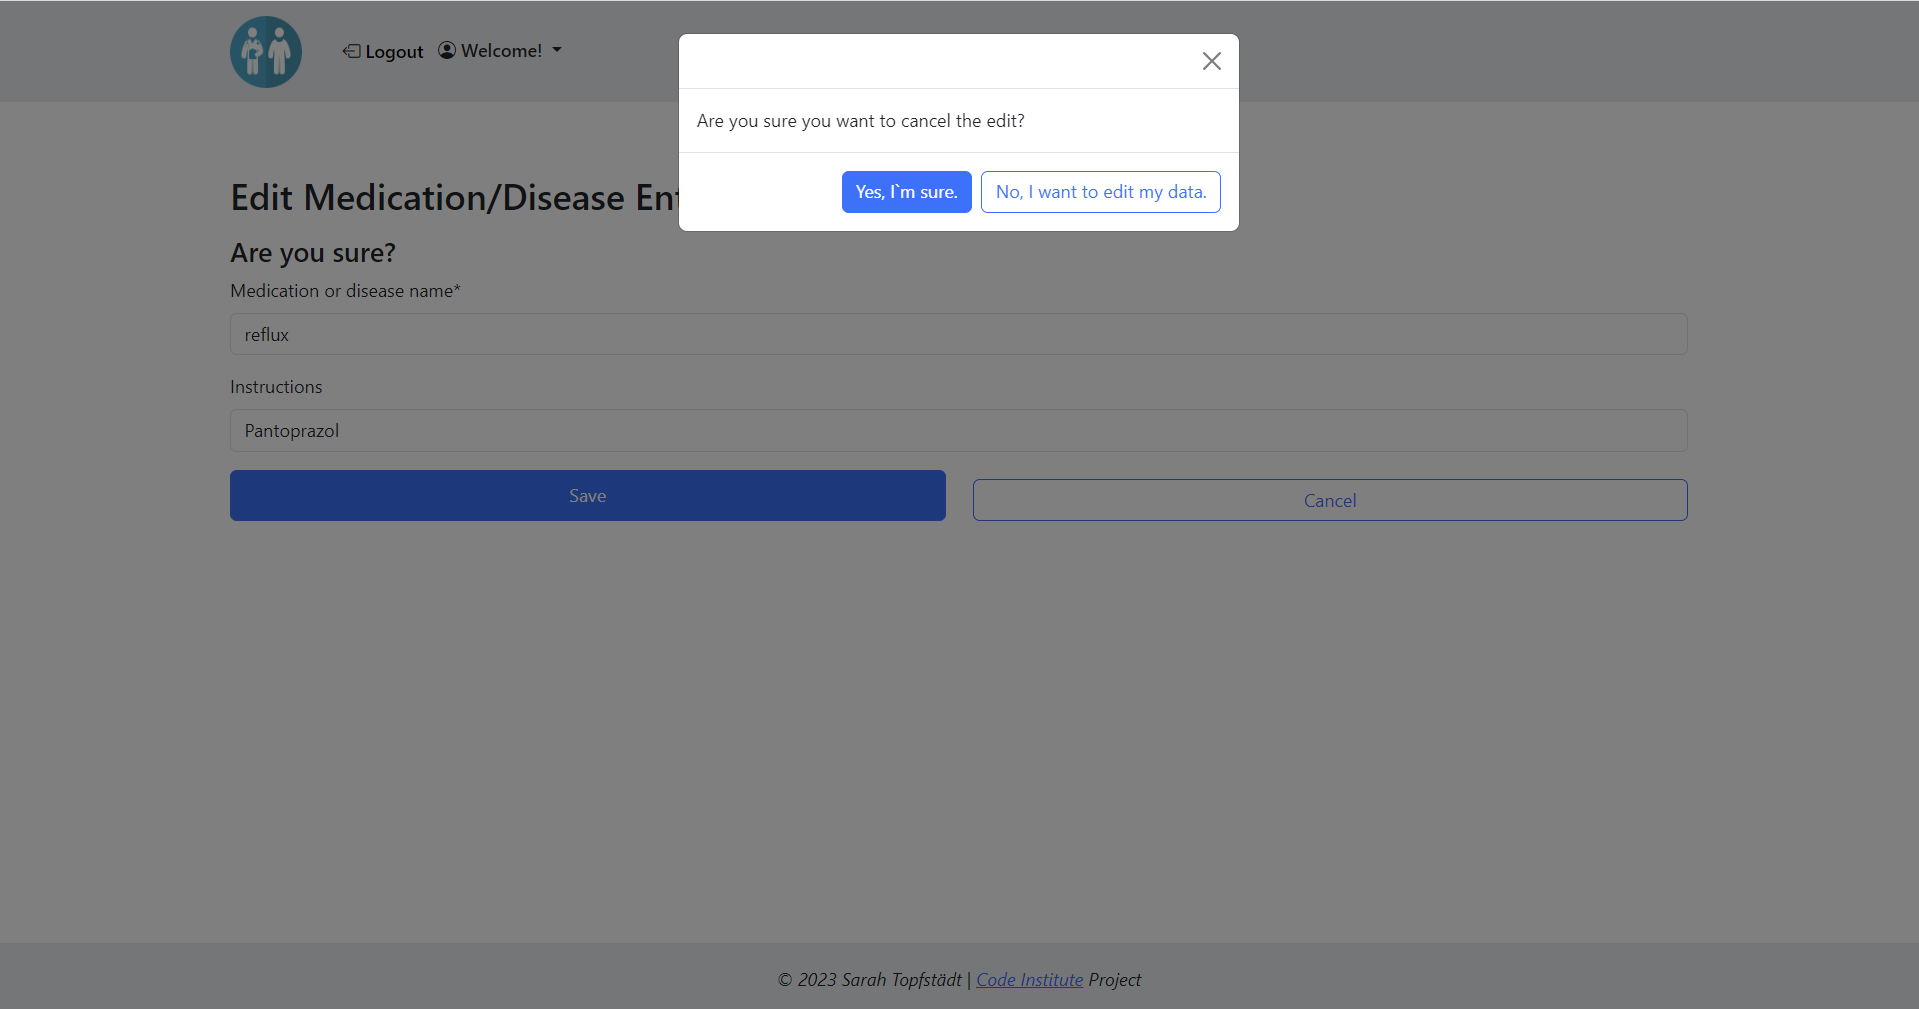 Logout Welcome!
Are you sure you want to cancel the edit?
Yes, I`m sure. No, I want to edit my data.
Edit Medication/Disease
Are you sure?
Medication or disease name*
reflux
Instructions
Pantoprazol
Save Cancel
© 2023 Sarah Topfstädt | Code Institute Project